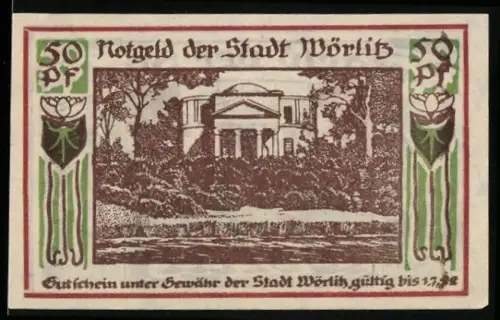 50 Pf
Notgeld der Stadt Wörlitz
50 Pf
Gutschein unter Gewähr der Stadt Wörlitz, gültig bis 1.7.22